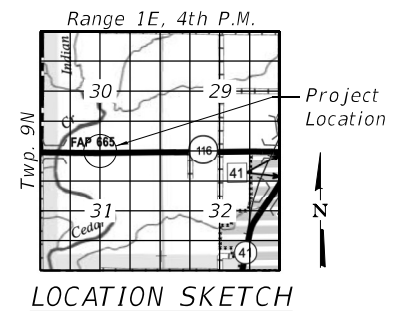 Range 1E, 4th P.M.
Indian
Cr
30
29
Project
Location
FAP 665
116
Twp. 9N
41
31
32
Cedar
N
41
LOCATION SKETCH